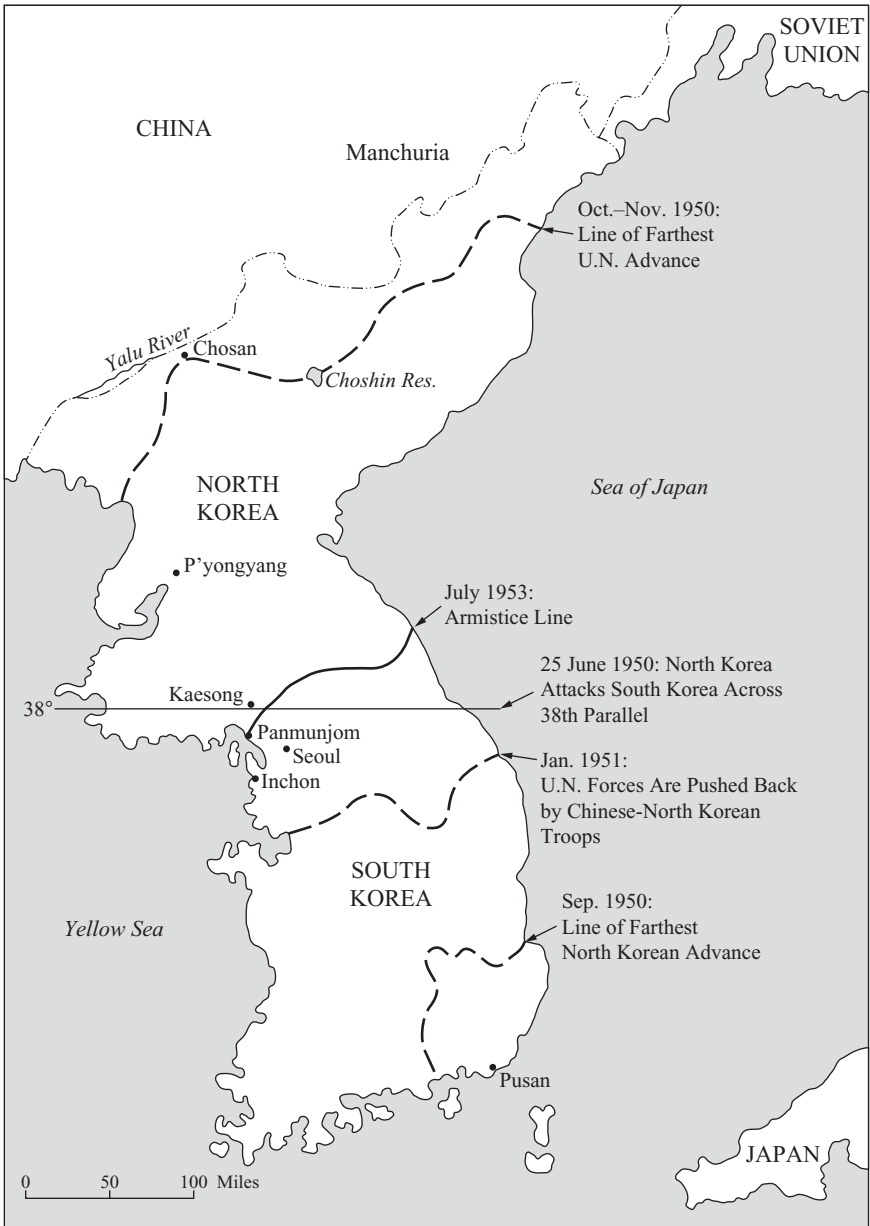 SOVIET
UNION
CHINA
Manchuria
Oct.–Nov. 1950:
Line of Farthest
U.N. Advance
Yalu River
Chosan
Choshin Res.
NORTH
KOREA
Sea of Japan
P'yongyang
July 1953:
Armistice Line
25 June 1950: North Korea
Attacks South Korea Across
38th Parallel
Kaesong
38°
Panmunjom
Seoul
Inchon
Jan. 1951:
U.N. Forces Are Pushed Back
by Chinese-North Korean
Troops
SOUTH
KOREA
Sep. 1950:
Line of Farthest
North Korean Advance
Yellow Sea
Pusan
JAPAN
0 50 100 Miles